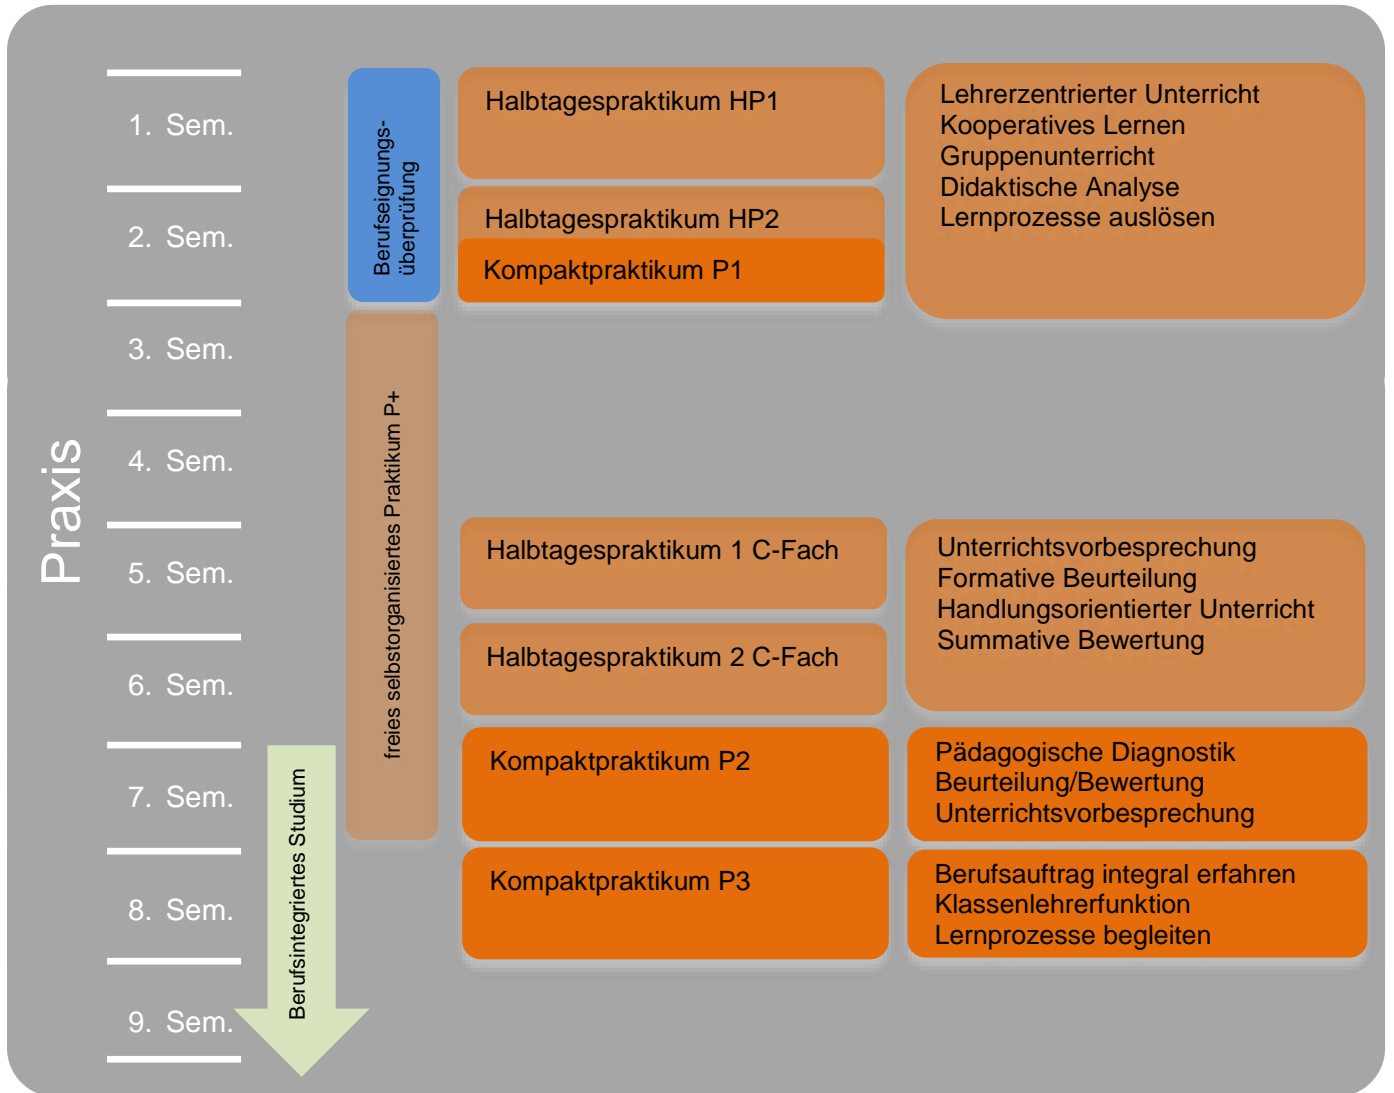 Praxis
1. Sem.
2. Sem.
3. Sem.
4. Sem.
5. Sem.
6. Sem.
7. Sem.
8. Sem.
9. Sem.
Berufsintegriertes Studium
Berufseignungs-
überprüfung
freies selbstorganisiertes Praktikum P+
Halbtagespraktikum HP1
Halbtagespraktikum HP2
Kompaktpraktikum P1
Lehrerzentrierter Unterricht
Kooperatives Lernen
Gruppenunterricht
Didaktische Analyse
Lernprozesse auslösen
Halbtagespraktikum 1 C-Fach
Halbtagespraktikum 2 C-Fach
Unterrichtsvorbesprechung
Formative Beurteilung
Handlungsorientierter Unterricht
Summative Bewertung
Kompaktpraktikum P2
Pädagogische Diagnostik
Beurteilung/Bewertung
Unterrichtsvorbesprechung
Kompaktpraktikum P3
Berufsauftrag integral erfahren
Klassenlehrerfunktion
Lernprozesse begleiten